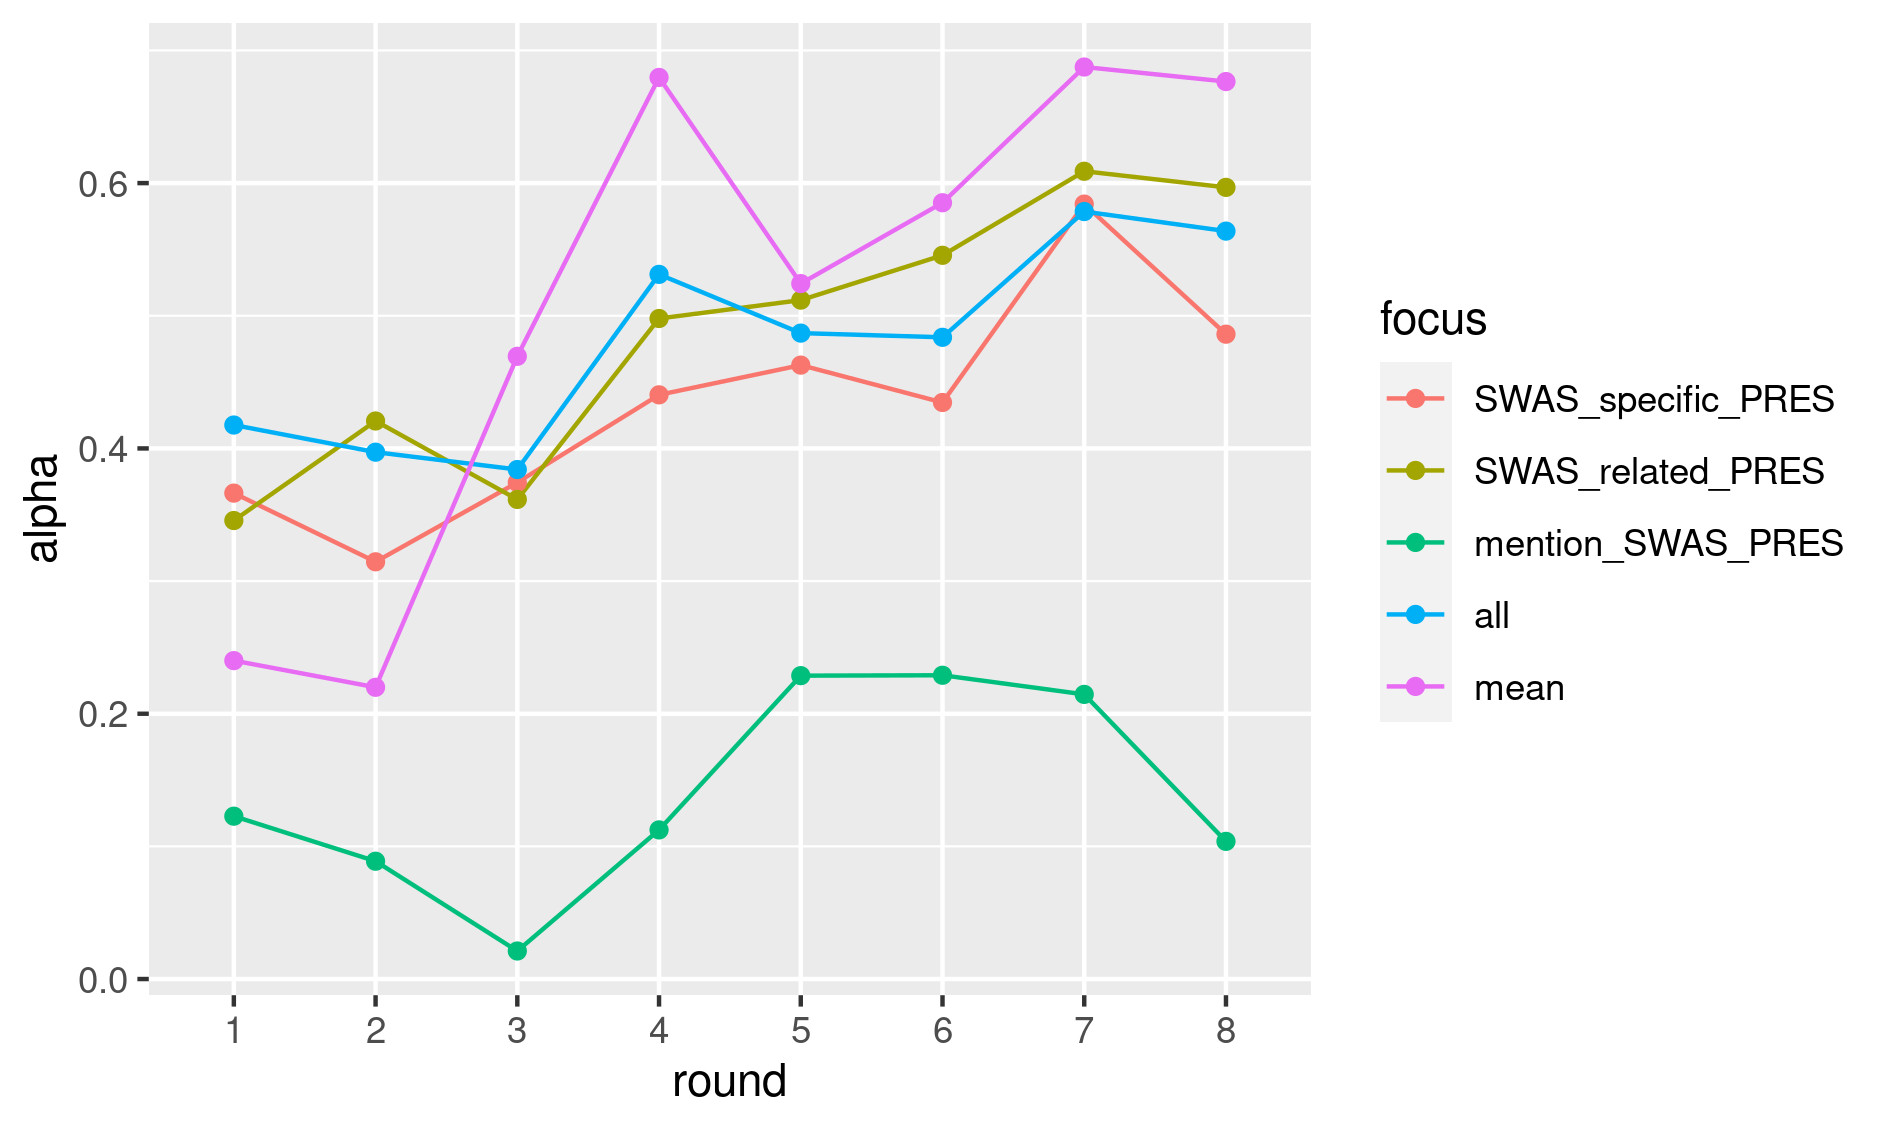 0.6
0.4
0.2
0.0
alpha
1 2 3 4 5 6 7 8
round
focus
SWAS_specific_PRES
SWAS_related_PRES
mention_SWAS_PRES
all
mean